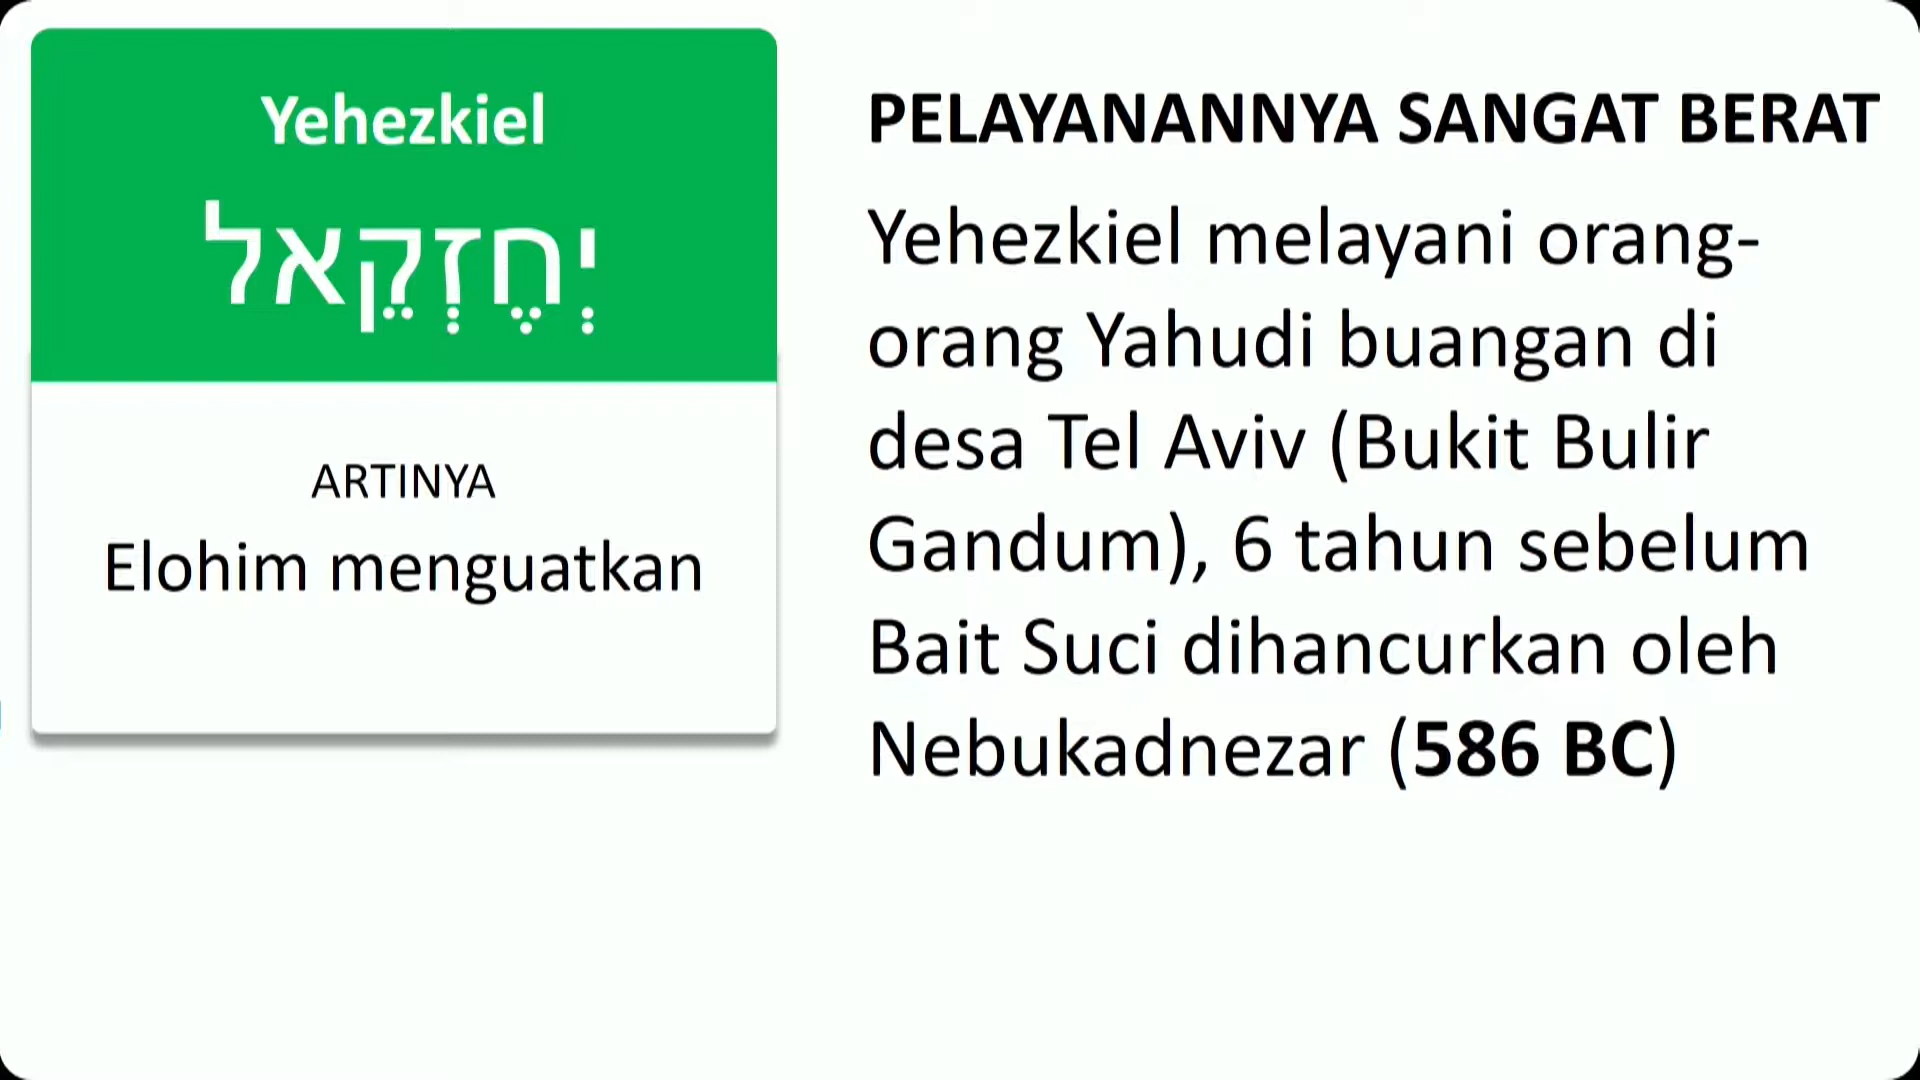 Yehezkiel
יְחֶזְקֵאל
ARTINYA
Elohim menguatkan
PELAYANANNYA SANGAT BERAT
Yehezkiel melayani orang-
orang Yahudi buangan di
desa Tel Aviv (Bukit Bulir
Gandum), 6 tahun sebelum
Bait Suci dihancurkan oleh
Nebukadnezar (586 BC)